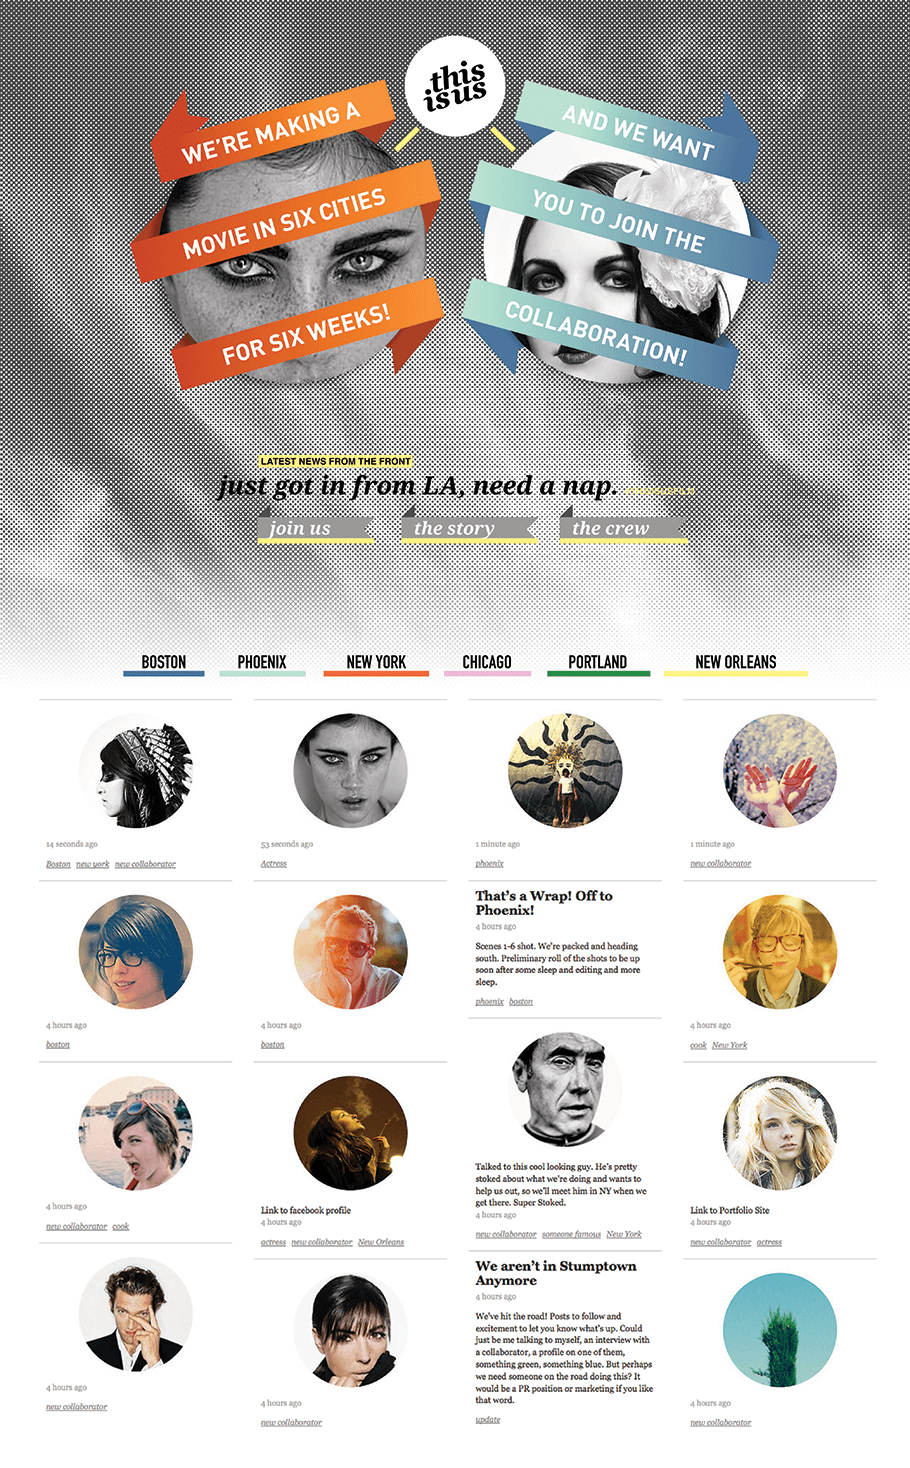 this
is us
WE'RE MAKING A
MOVIE IN SIX CITIES
FOR SIX WEEKS!
AND WE WANT
YOU TO JOIN THE
COLLABORATION!
LATEST NEWS FROM THE FRONT
just got in from LA, need a nap.
join us
the story
the crew
BOSTON
PHOENIX
NEW YORK
CHICAGO
PORTLAND
NEW ORLEANS
14 seconds ago
Boston new york new collaborator
53 seconds ago
Actress
1 minute ago
phoenix
1 minute ago
new collaborator
4 hours ago
boston
4 hours ago
boston
That's a Wrap! Off to
Phoenix!
4 hours ago
Scenes 1-6 shot. We're packed and heading
south. Preliminary roll of the shots to be up
soon after some sleep and editing and more
sleep.
phoenix boston
4 hours ago
cook New York
4 hours ago
new collaborator cook
Link to facebook profile
4 hours ago
actress new collaborator New Orleans
Talked to this cool looking guy. He's pretty
stoked about what we're doing and wants to
help us out, so we'll meet him in NY when we
get there. Super Stoked.
4 hours ago
new collaborator someone famous New York
Link to Portfolio Site
4 hours ago
new collaborator actress
4 hours ago
new collaborator
4 hours ago
new collaborator
We aren't in Stumptown
Anymore
4 hours ago
We've hit the road! Posts to follow and
excitement to let you know what's up. Could
just be me talking to myself, an interview with
a collaborator, a profile on one of them,
something green, something blue. But perhaps
we need someone on the road doing this? It
would be a PR position or marketing if you like
that word.
update
4 hours ago
new collaborator